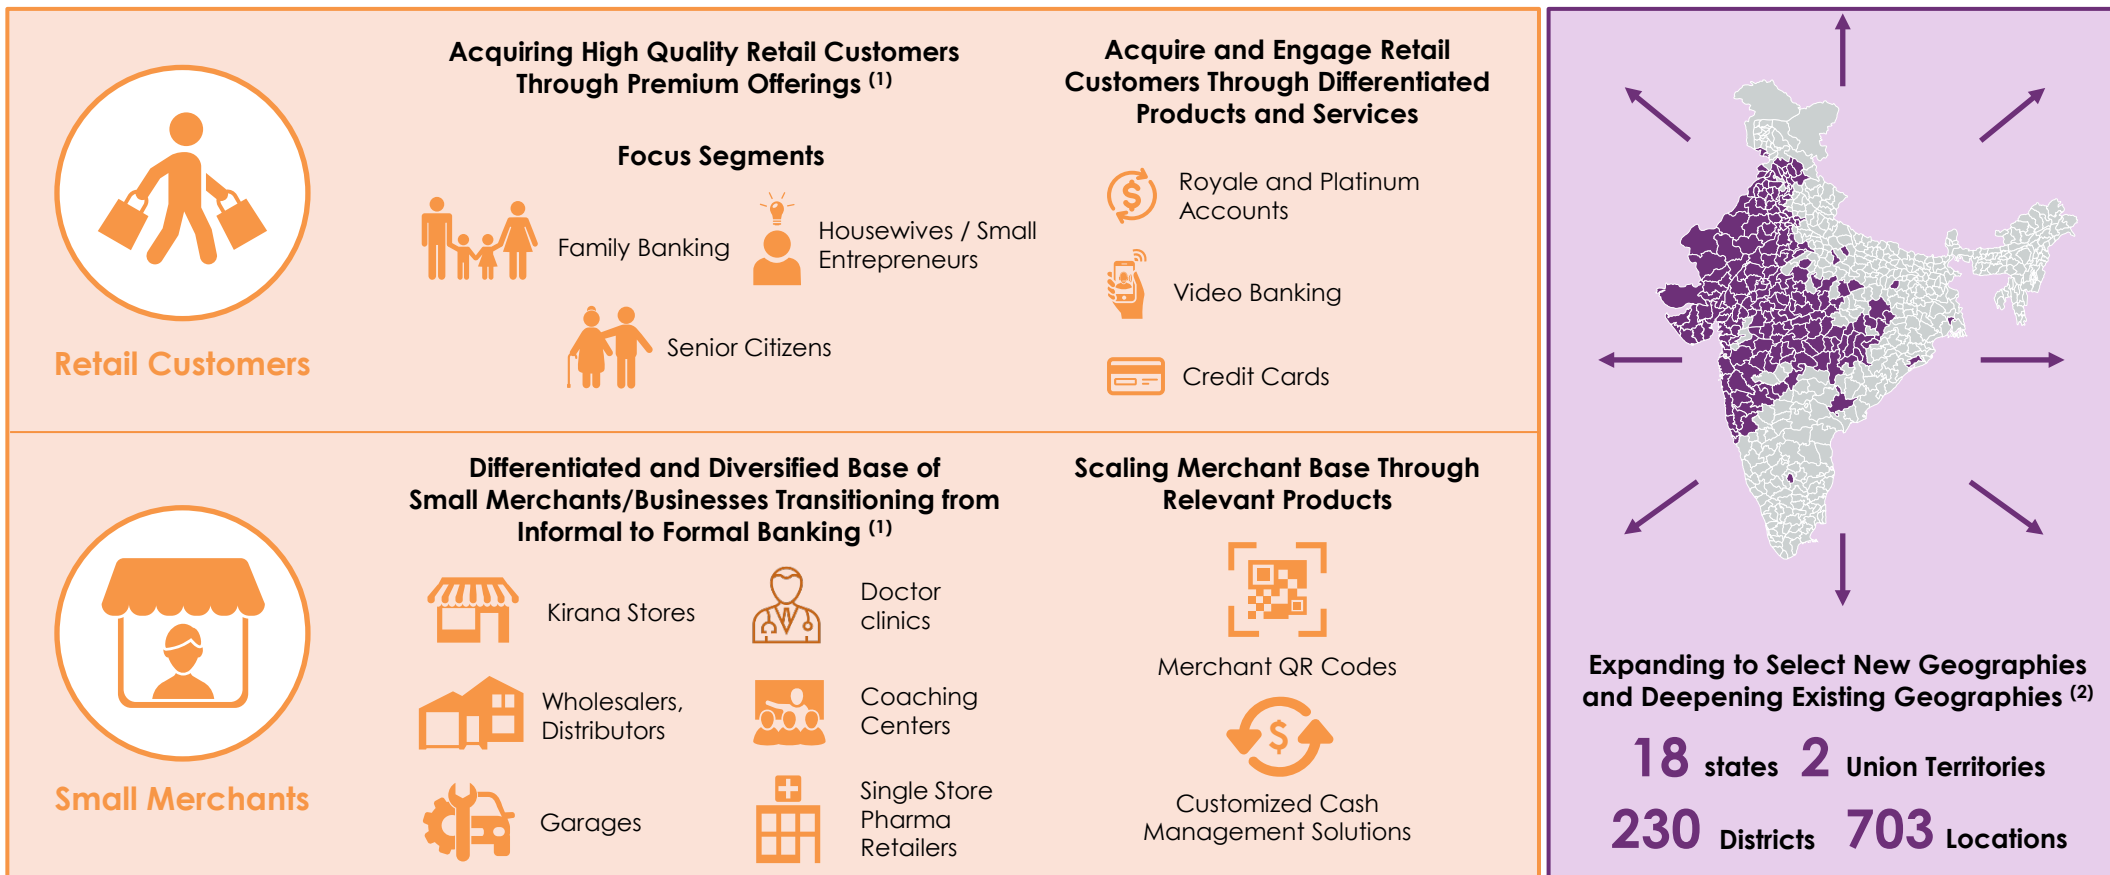 Acquiring High Quality Retail Customers
Through Premium Offerings (1)
Focus Segments
Family Banking
Housewives / Small
Entrepreneurs
Senior Citizens
Acquire and Engage Retail
Customers Through Differentiated
Products and Services
$
Royale and Platinum
Accounts
Video Banking
Credit Cards
Retail Customers
Differentiated and Diversified Base of
Small Merchants/Businesses Transitioning from
Informal to Formal Banking (1)
Kirana Stores
Doctor
clinics
Wholesalers,
Distributors
Coaching
Centers
Garages
Single Store
Pharma
Retailers
Scaling Merchant Base Through
Relevant Products
Merchant QR Codes
$
Customized Cash
Management Solutions
Small Merchants
Expanding to Select New Geographies
and Deepening Existing Geographies (2)
18 states 2 Union Territories
230 Districts 703 Locations